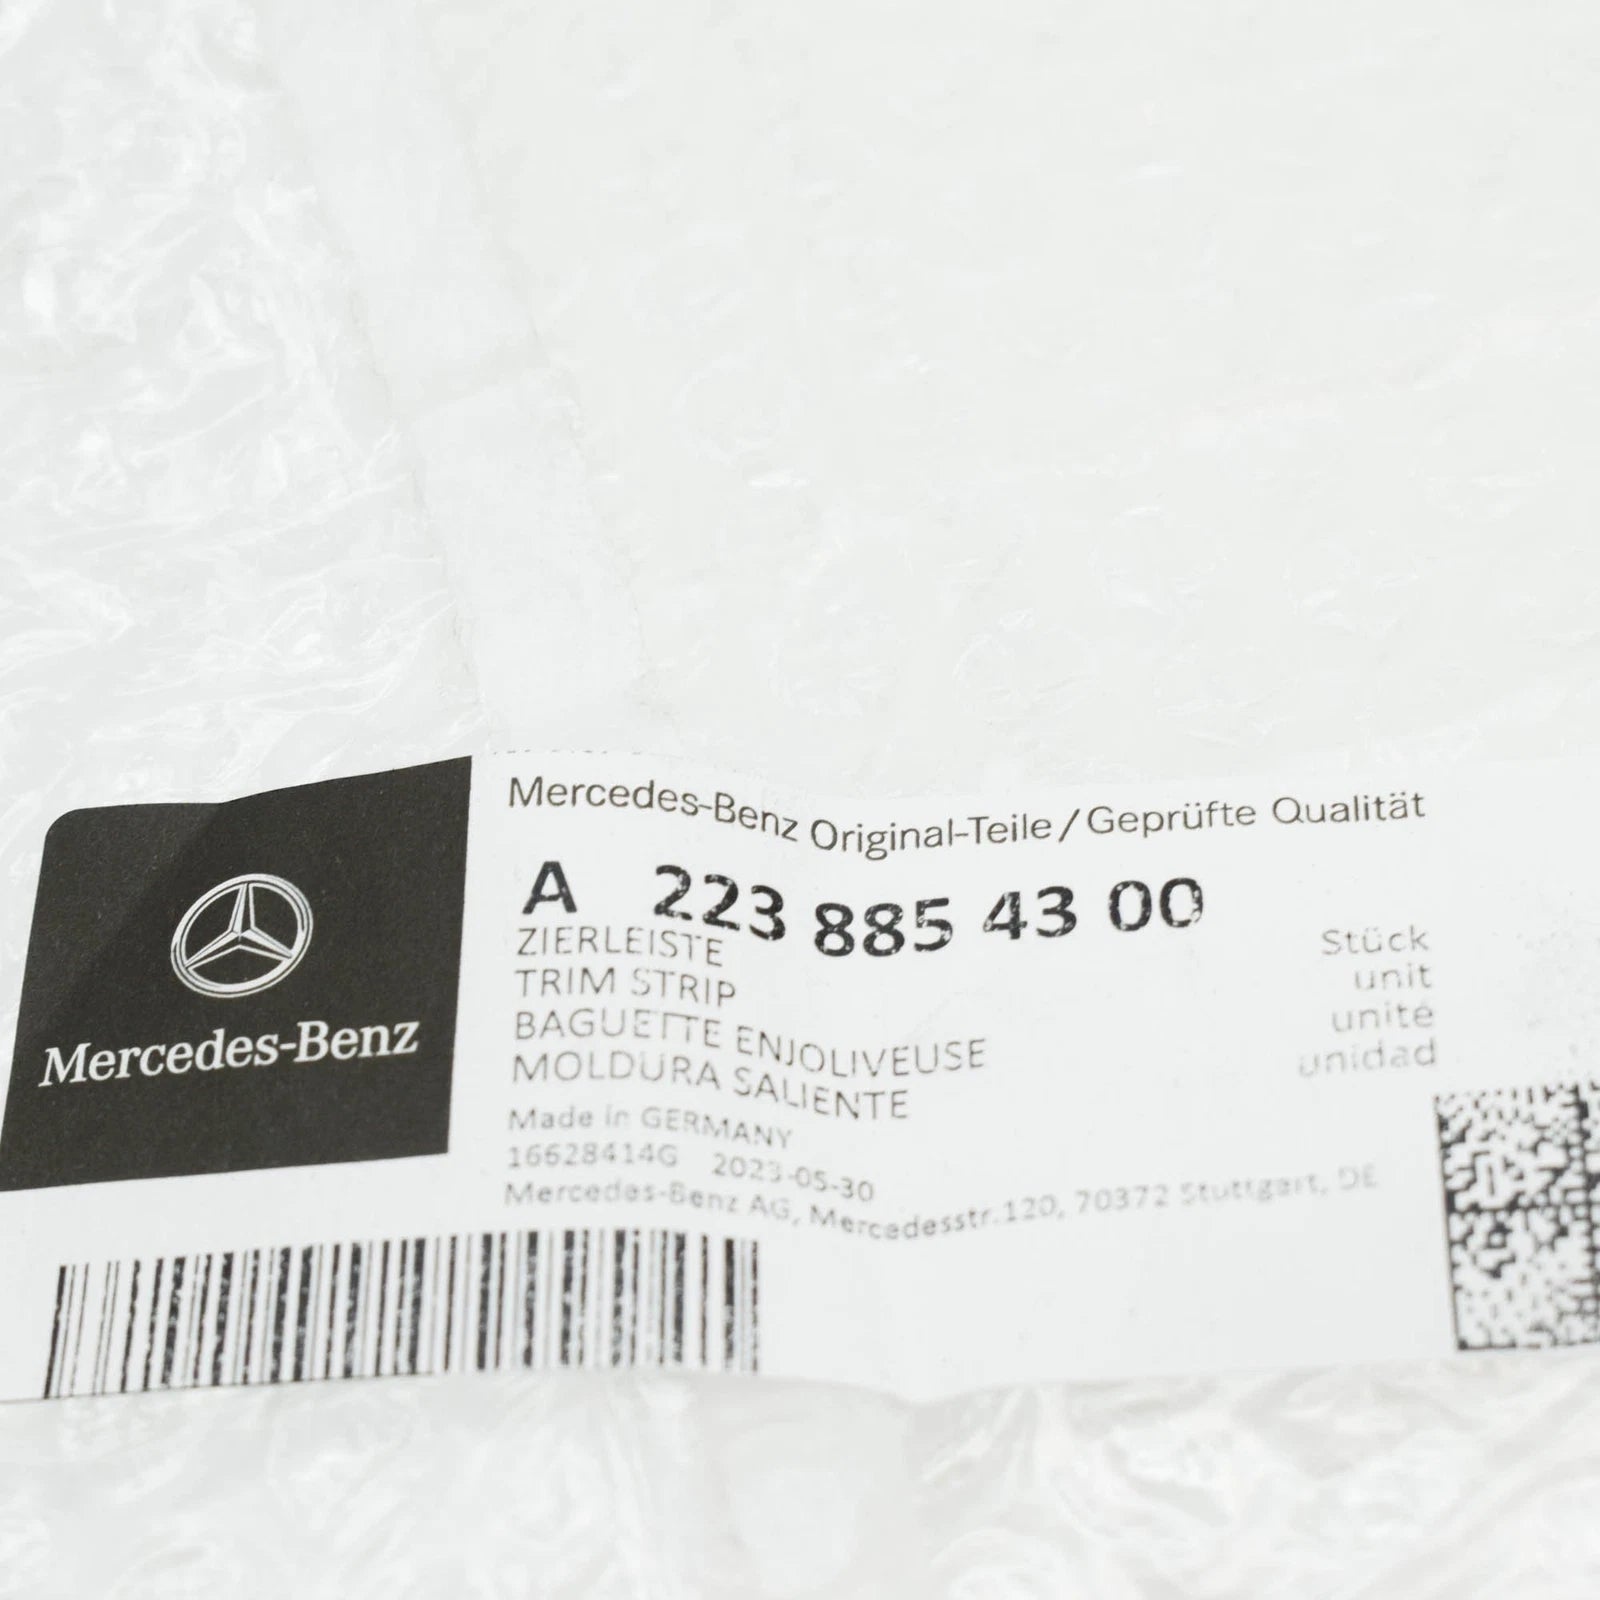 Mercedes-Benz
Mercedes-Benz Original-Teile/Geprüfte Qualität
A 223 885 43 00
ZIERLEISTE
TRIM STRIP
BAGUETTE ENJOLIVEUSE
MOLDURA SALIENTE
Stück
unit
unité
unidad
Made in GERMANY
16628414G 2023-05-30
Mercedes-Benz AG, Mercedesstr.120, 70372 Stuttgart, DE